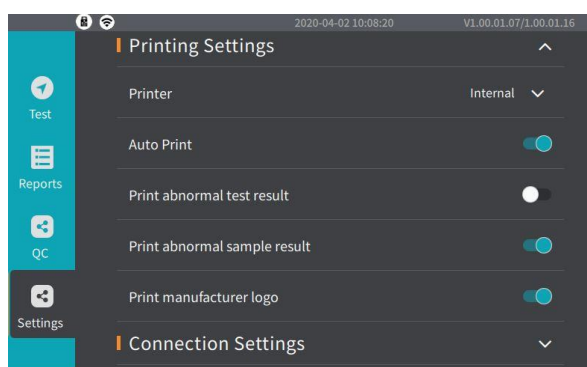 2020-04-02 10:08:20 V1.00.01.07/1.00.01.16
Printing Settings
Printer Internal
Auto Print
Print abnormal test result
Print abnormal sample result
Print manufacturer logo
Connection Settings
Test
Reports
QC
Settings